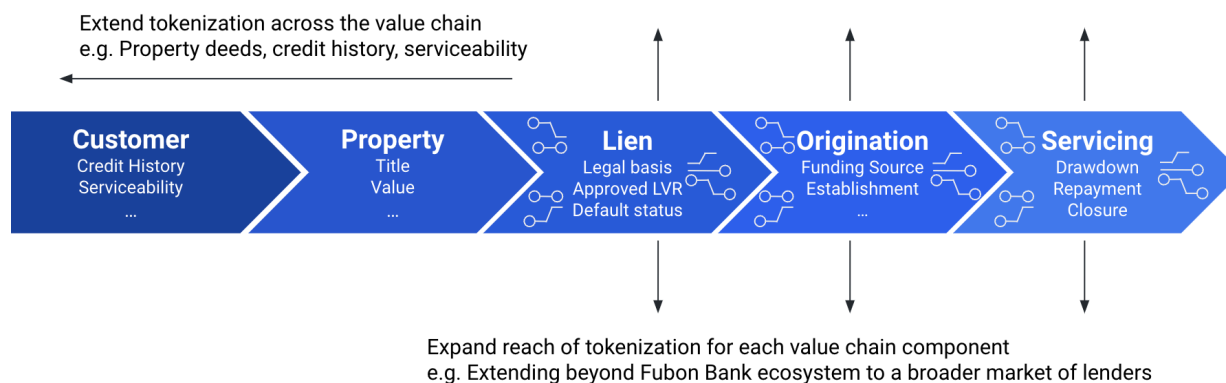 Extend tokenization across the value chain
e.g. Property deeds, credit history, serviceability
Customer
Credit History
Serviceability
...
Property
Title
Value
...
Lien
Legal basis
Approved LVR
Default status
Origination
Funding Source
Establishment
...
Servicing
Drawdown
Repayment
Closure
Expand reach of tokenization for each value chain component
e.g. Extending beyond Fubon Bank ecosystem to a broader market of lenders